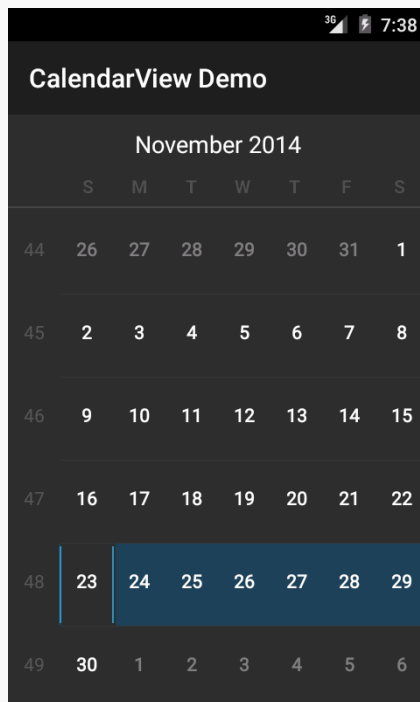 3G 7:38
CalendarView Demo
November 2014
S M T W T F S
44 26 27 28 29 30 31 1
45 2 3 4 5 6 7 8
46 9 10 11 12 13 14 15
47 16 17 18 19 20 21 22
48 23 24 25 26 27 28 29
49 30 1 2 3 4 5 6